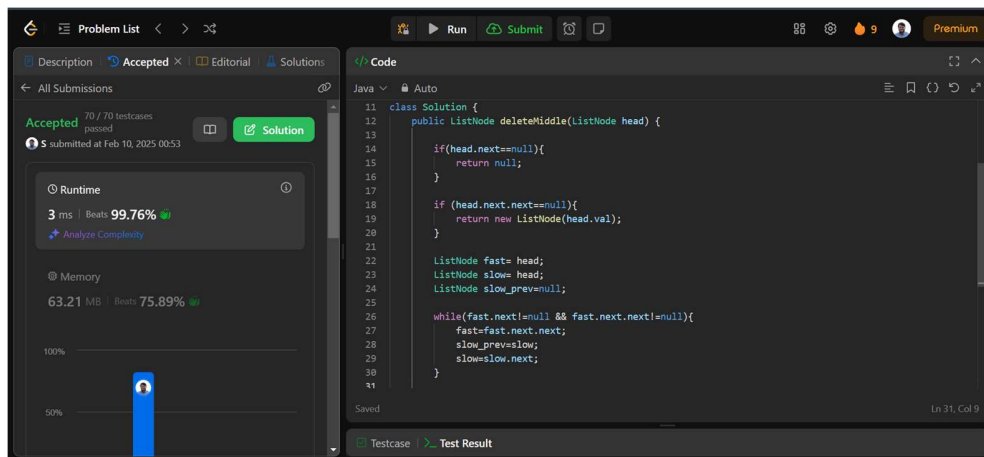 Problem List
Run
Submit
9
Premium
Description
Accepted
Editorial
Solutions
</>Code
All Submissions
Java
Auto
Accepted
70 / 70 testcases passed
Solution
S submitted at Feb 10, 2025 00:53
Runtime
3 ms | Beats 99.76%
Analyze Complexity
Memory
63.21 MB | Beats 75.89%
100%
50%
11 class Solution {
12     public ListNode deleteMiddle(ListNode head) {
13
14         if(head.next==null){
15             return null;
16         }
17
18         if (head.next.next==null){
19             return new ListNode(head.val);
20         }
21
22         ListNode fast= head;
23         ListNode slow= head;
24         ListNode slow_prev=null;
25
26         while(fast.next!=null && fast.next.next!=null){
27             fast=fast.next.next;
28             slow_prev=slow;
29             slow=slow.next;
30         }
31
Saved
Ln 31, Col 9
Testcase
Test Result